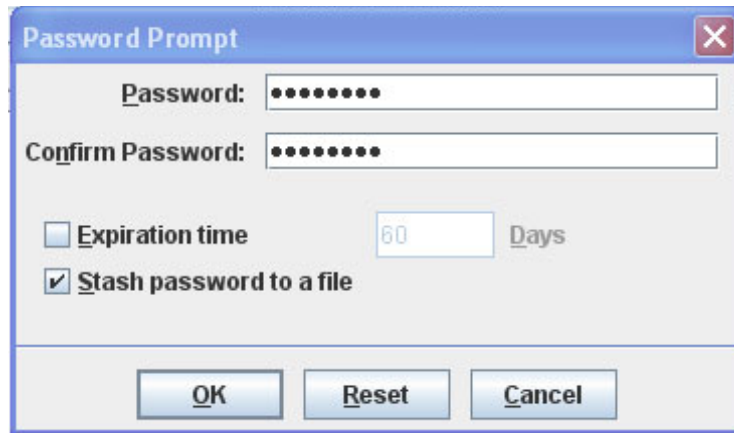 Password Prompt
Password: ●●●●●●●●
Confirm Password: ●●●●●●●●
Expiration time 60 Days
Stash password to a file
OK Reset Cancel